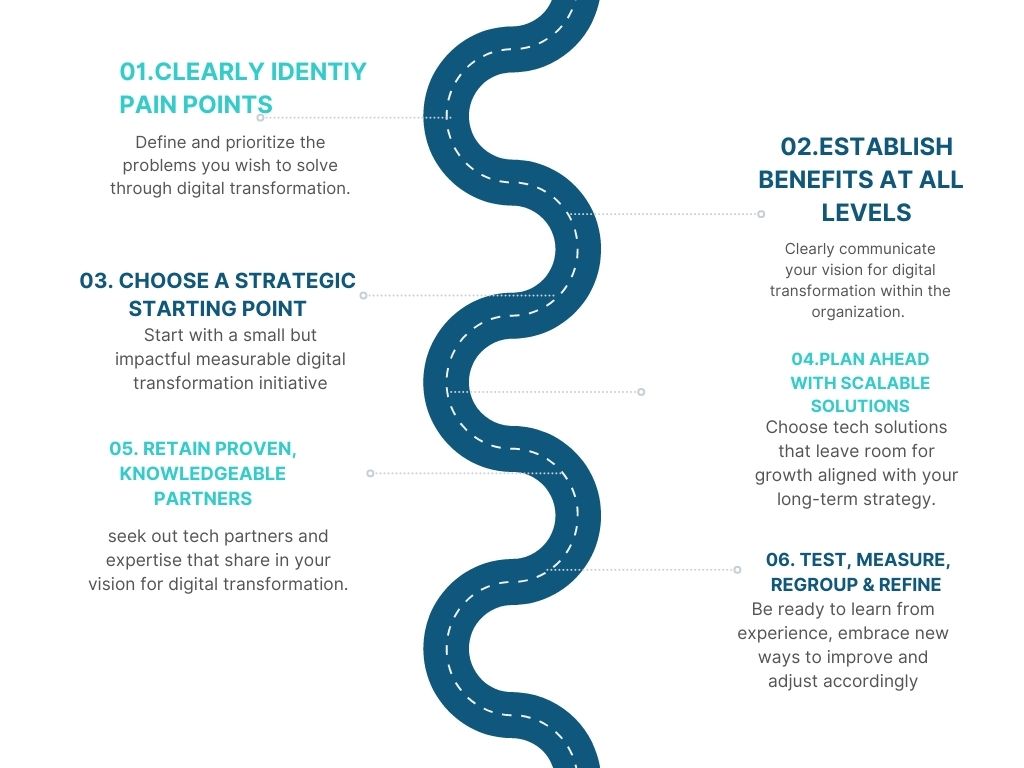 01.CLEARLY IDENTIY
PAIN POINTS
Define and prioritize the
problems you wish to solve
through digital transformation.
02.ESTABLISH
BENEFITS AT ALL
LEVELS
Clearly communicate
your vision for digital
transformation within the
organization.
03. CHOOSE A STRATEGIC
STARTING POINT
Start with a small but
impactful measurable digital
transformation initiative
04.PLAN AHEAD
WITH SCALABLE
SOLUTIONS
Choose tech solutions
that leave room for
growth aligned with your
long-term strategy.
05. RETAIN PROVEN,
KNOWLEDGEABLE
PARTNERS
seek out tech partners and
expertise that share in your
vision for digital transformation.
06. TEST, MEASURE,
REGROUP & REFINE
Be ready to learn from
experience, embrace new
ways to improve and
adjust accordingly